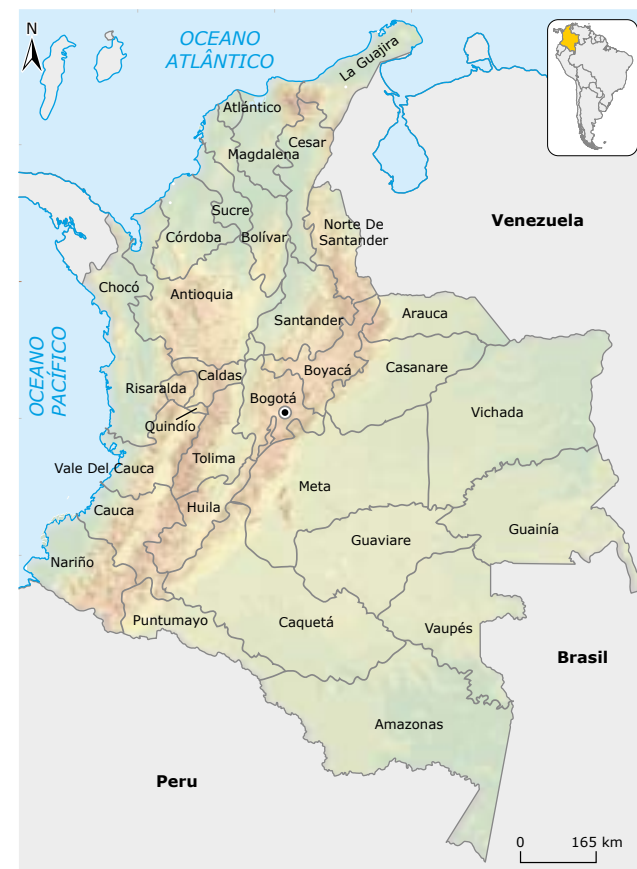 N
OCEANO
ATLÂNTICO
La Guajira
Atlántico
Cesar
Magdalena
Venezuela
Sucre
Norte De
Santander
Córdoba
Bolívar
Chocó
Antioquia
Santander
Arauca
OCEANO
PACÍFICO
Boyacá
Casanare
Caldas
Risaralda
Bogotá
Vichada
Quindío
Tolima
Vale Del Cauca
Meta
Huila
Cauca
Guainía
Guaviare
Nariño
Puntumayo
Caquetá
Vaupés
Brasil
Amazonas
Peru
0 165 km